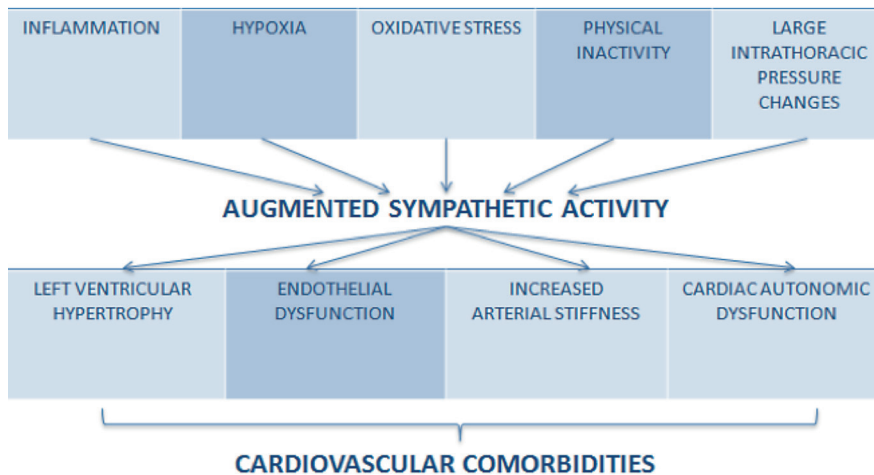 INFLAMMATION
HYPOXIA
OXIDATIVE STRESS
PHYSICAL
INACTIVITY
LARGE
INTRATHORACIC
PRESSURE
CHANGES
AUGMENTED SYMPATHETIC ACTIVITY
LEFT VENTRICULAR
HYPERTROPHY
ENDOTHELIAL
DYSFUNCTION
INCREASED
ARTERIAL STIFFNESS
CARDIAC AUTONOMIC
DYSFUNCTION
CARDIOVASCULAR COMORBIDITIES